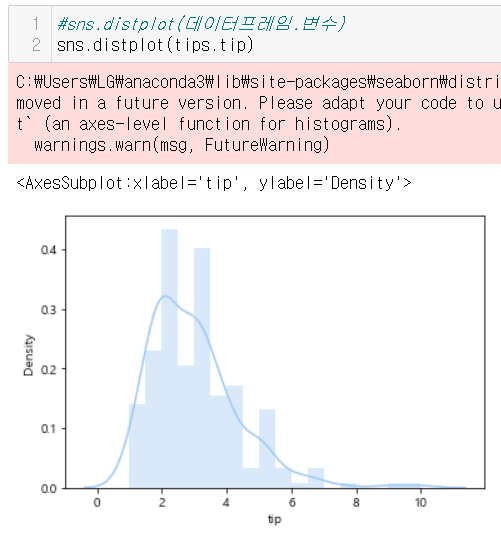 1 #sns.distplot(데이터프레임.변수)
2 sns.distplot(tips.tip)
C:₩Users₩LG₩anaconda3₩lib₩site-packages₩seaborn₩distri
moved in a future version. Please adapt your code to u
t` (an axes-level function for histograms).
warnings.warn(msg, FutureWarning)
<AxesSubplot:xlabel='tip', ylabel='Density'>
0.4
0.3
0.2
0.1
0.0
Density
0 2 4 6 8 10
tip